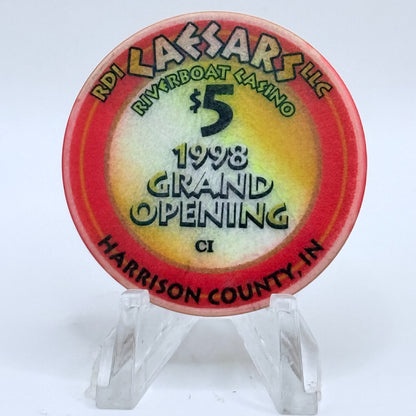 RDI CAESARS LLC
RIVERBOAT CASINO
$5
1998
GRAND
OPENING
CI
HARRISON COUNTY, IN